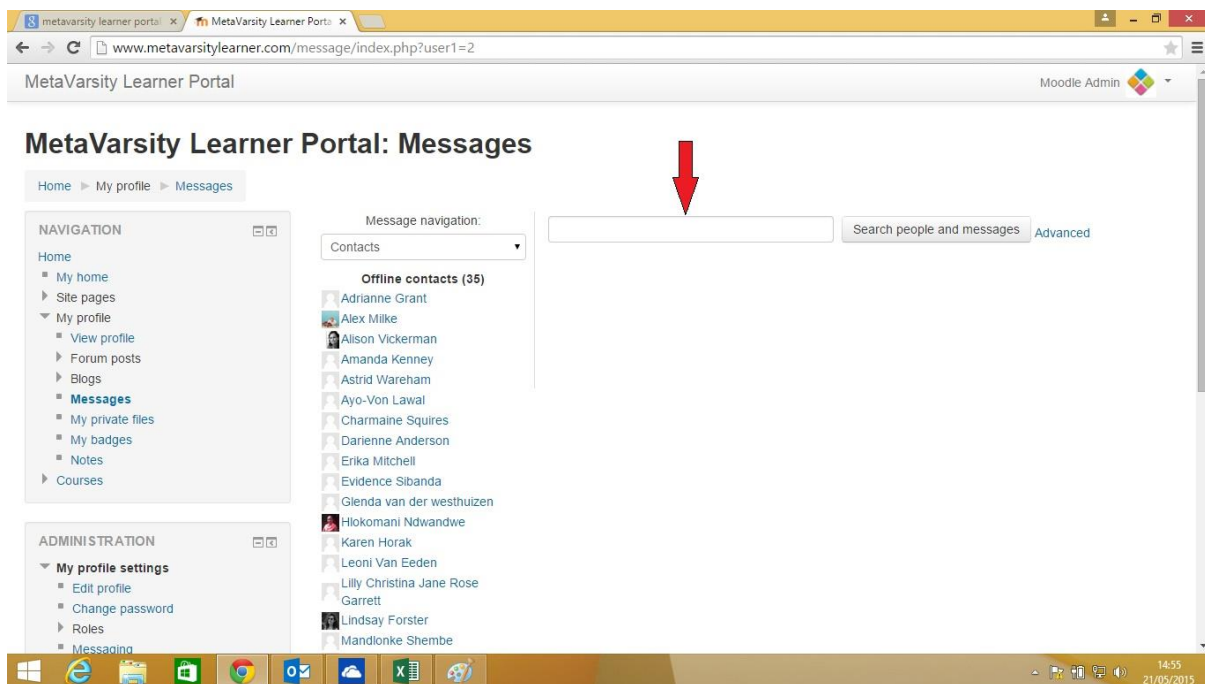 metavarsity learner portal
MetaVarsity Learner Porta
www.metavarsitylearner.com/message/index.php?user1=2
MetaVarsity Learner Portal
Moodle Admin
MetaVarsity Learner Portal: Messages
Home My profile Messages
NAVIGATION
Home
My home
Site pages
My profile
View profile
Forum posts
Blogs
Messages
My private files
My badges
Notes
Courses
ADMINISTRATION
My profile settings
Edit profile
Change password
Roles
Messaging
Message navigation:
Contacts
Offline contacts (35)
Adrianne Grant
Alex Milke
Alison Vickerman
Amanda Kenney
Astrid Wareham
Ayo-Von Lawal
Charmaine Squires
Darienne Anderson
Erika Mitchell
Evidence Sibanda
Glenda van der westhuizen
Hlokomani Ndwandwe
Karen Horak
Leoni Van Eeden
Lilly Christina Jane Rose
Garrett
Lindsay Forster
Mandlonke Shembe
Search people and messages
Advanced
14:55
21/05/2015